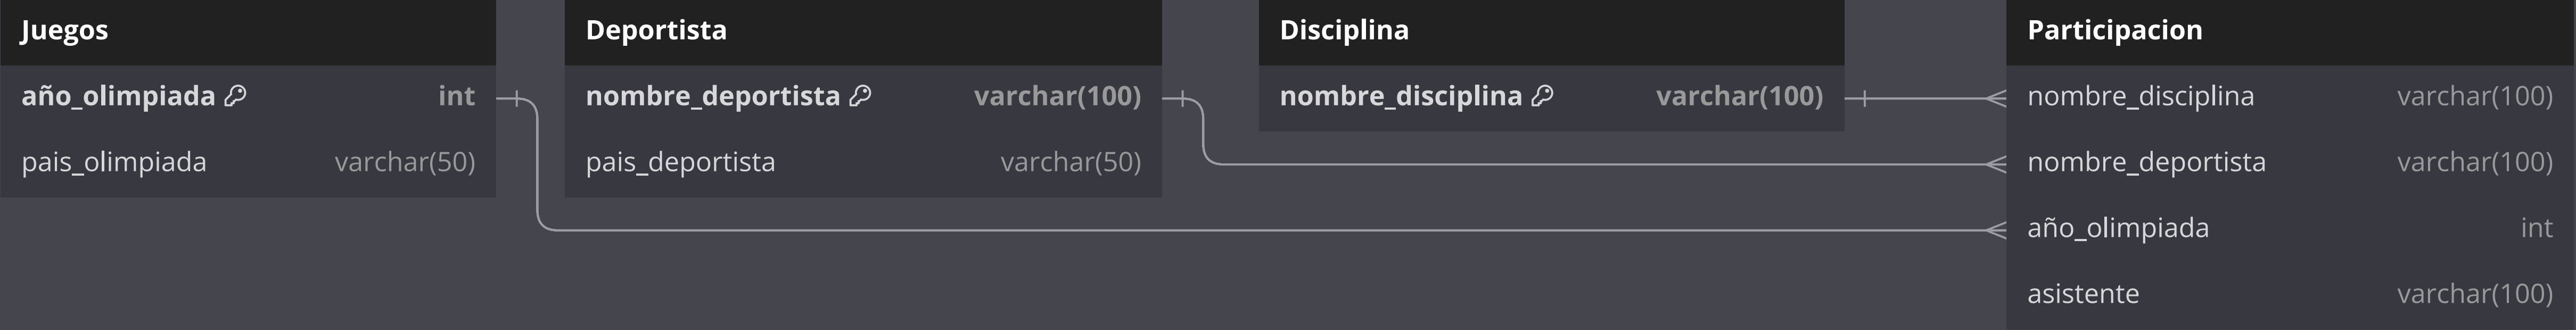 Juegos
año_olimpiada int
pais_olimpiada varchar(50)
Deportista
nombre_deportista varchar(100)
pais_deportista varchar(50)
Disciplina
nombre_disciplina varchar(100)
Participacion
nombre_disciplina varchar(100)
nombre_deportista varchar(100)
año_olimpiada int
asistente varchar(100)